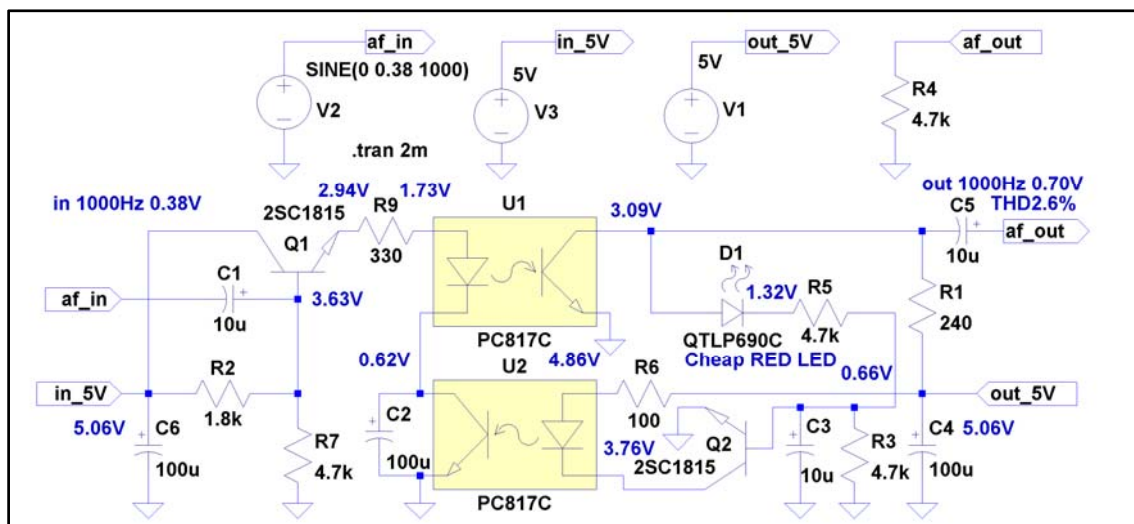 af_in
in_5V
out_5V
af_out
SINE(0 0.38 1000)
5V
5V
V2
V3
V1
R4
4.7k
.tran 2m
in 1000Hz 0.38V
2.94V
1.73V
2SC1815
R9
Q1
330
U1
3.09V
out 1000Hz 0.70V
THD2.6%
C5
af_out
10u
C1
af_in
10u
3.63V
D1
1.32V
R5
4.7k
R1
240
QTLP690C
Cheap RED LED
PC817C
0.62V
U2
4.86V
R6
100
0.66V
in_5V
R2
1.8k
out_5V
5.06V
C6
100u
R7
4.7k
C2
100u
3.76V
Q2
2SC1815
C3
10u
R3
4.7k
C4
100u
5.06V
PC817C